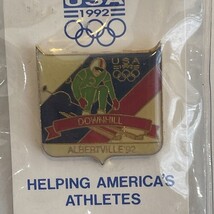 USA
1992
USA
DOWNHILL
ALBERTVILLE 92
HELPING AMERICA'S
ATHLETES